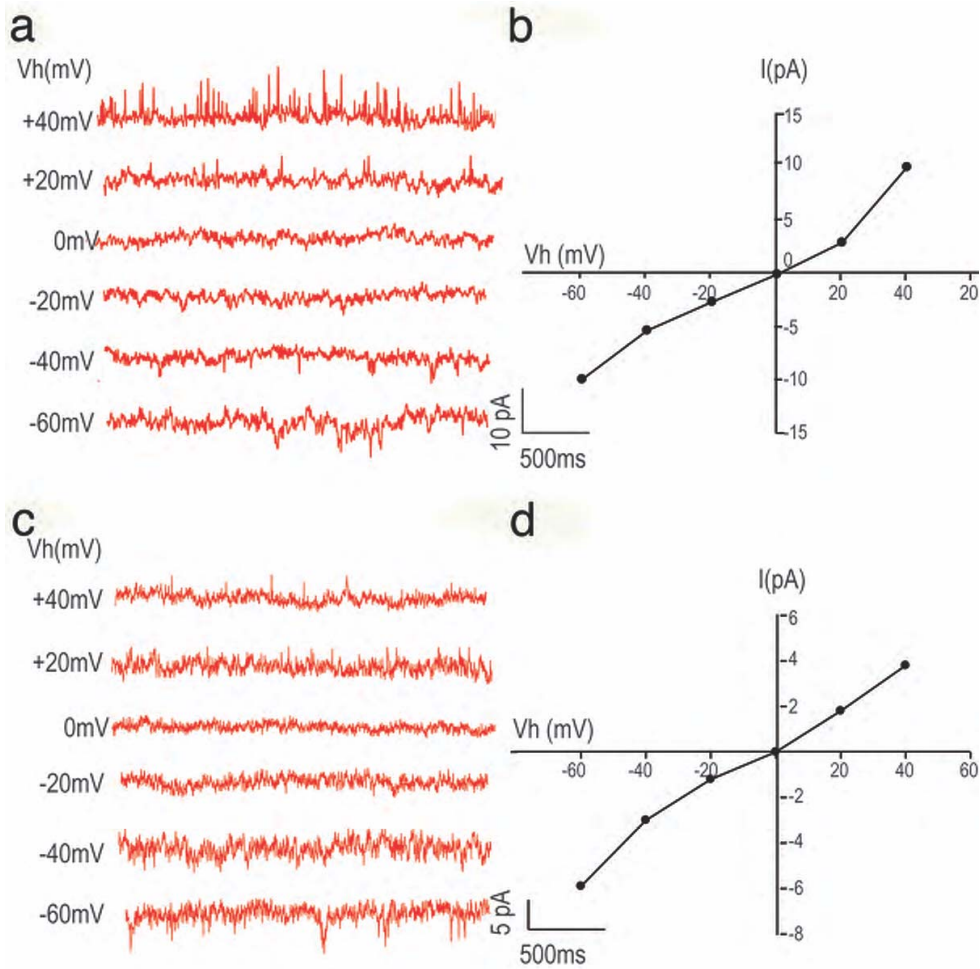 a
Vh(mV)
+40mV
+20mV
0mV
-20mV
-40mV
-60mV
b
I(pA)
15
10
5
0
Vh (mV)
-60 -40 -20 20 40 20
-5
-10
-15
10 pA
500ms
c
Vh(mV)
+40mV
+20mV
0mV
-20mV
-40mV
-60mV
d
I(pA)
6
4
2
Vh (mV)
-60 -40 -20 20 40 60
-2
-4
-6
-8
5 pA
500ms